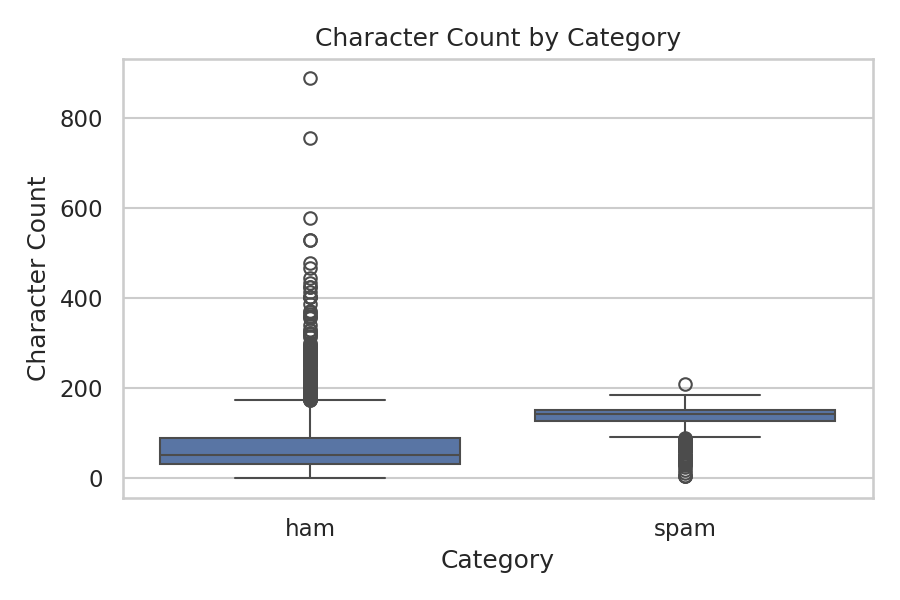 Character Count by Category
Character Count
800
600
400
200
0
ham
spam
Category